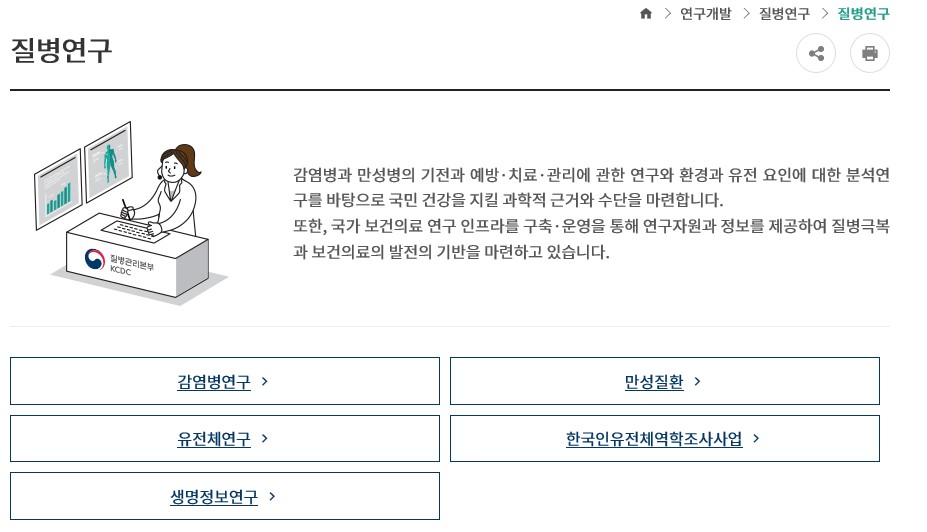 연구개발 질병연구 질병연구
질병연구
감염병과 만성병의 기전과 예방·치료·관리에 관한 연구와 환경과 유전 요인에 대한 분석연
구를 바탕으로 국민 건강을 지킬 과학적 근거와 수단을 마련합니다.
또한, 국가 보건의료 연구 인프라를 구축·운영을 통해 연구자원과 정보를 제공하여 질병극복
과 보건의료의 발전의 기반을 마련하고 있습니다.
질병관리본부
KCDC
감염병연구
만성질환
유전체연구
한국인유전체역학조사사업
생명정보연구